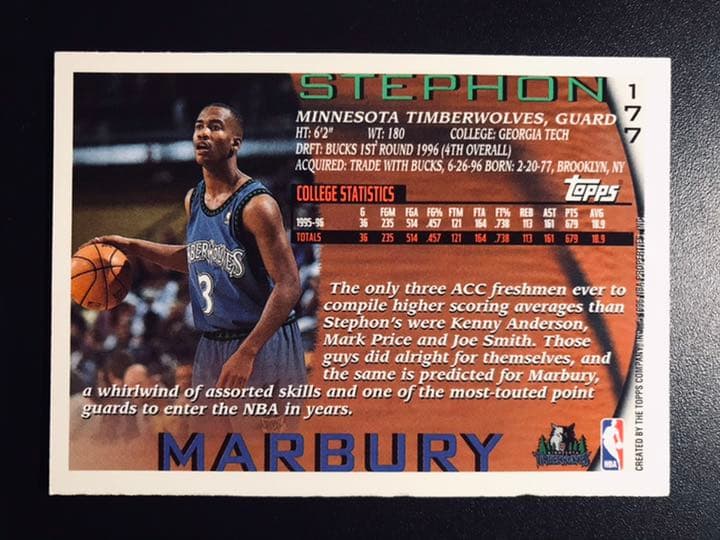 STEPHON
177
MINNESOTA TIMBERWOLVES, GUARD
HT: 6'2" WT: 180 COLLEGE: GEORGIA TECH
DRFT: BUCKS 1ST ROUND 1996 (4TH OVERALL)
ACQUIRED: TRADE WITH BUCKS, 6-26-96 BORN: 2-20-77, BROOKLYN, NY
Topps
COLLEGE STATISTICS
G FGM FGA FG% FTM FTA FT% REB AST PTS AVG
1995-96 36 235 514 .457 121 164 .738 113 161 679 18.9
TOTALS 36 235 514 .457 121 164 .738 113 161 679 18.9
The only three ACC freshmen ever to
compile higher scoring averages than
Stephon's were Kenny Anderson,
Mark Price and Joe Smith. Those
guys did alright for themselves, and
the same is predicted for Marbury,
a whirlwind of assorted skills and one of the most-touted point
guards to enter the NBA in years.
MARBURY
MINNESOTA
TIMBERWOLVES
NBA
CREATED BY THE TOPPS COMPANY, INC. 1996 NBA PROPERTIES, INC.
3